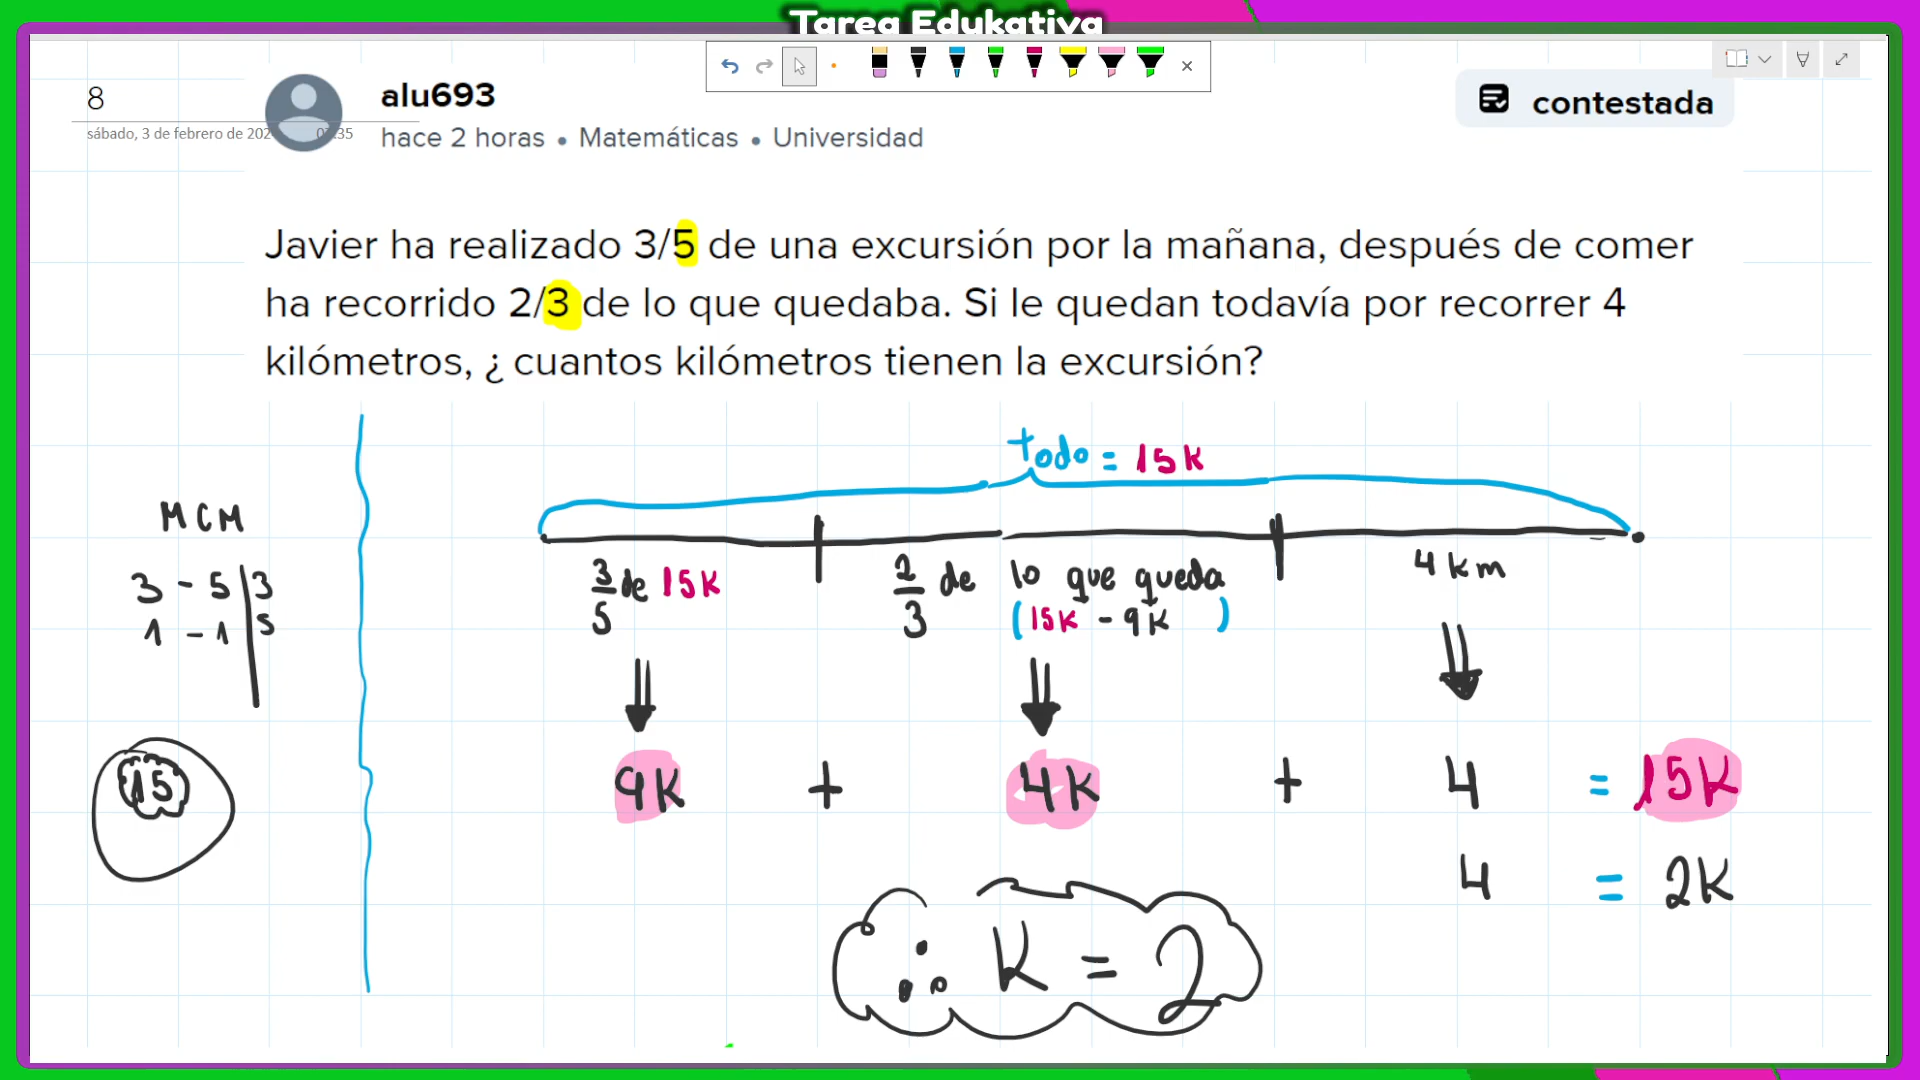 Tarea Edukativa
8
alu693
contestada
sábado, 3 de febrero de 202
:35
hace 2 horas • Matemáticas • Universidad
Javier ha realizado 3/5 de una excursión por la mañana, después de comer
ha recorrido 2/3 de lo que quedaba. Si le quedan todavía por recorrer 4
kilómetros, ¿ cuantos kilómetros tienen la excursión?
todo = 15K
MCM
3 - 5 | 3
1 - 1 | 5
15
3/5 de 15K
2/3 de lo que queda
(15K - 9K )
4 km
9K + 4K + 4 = 15K
4 = 2K
∴ K = 2